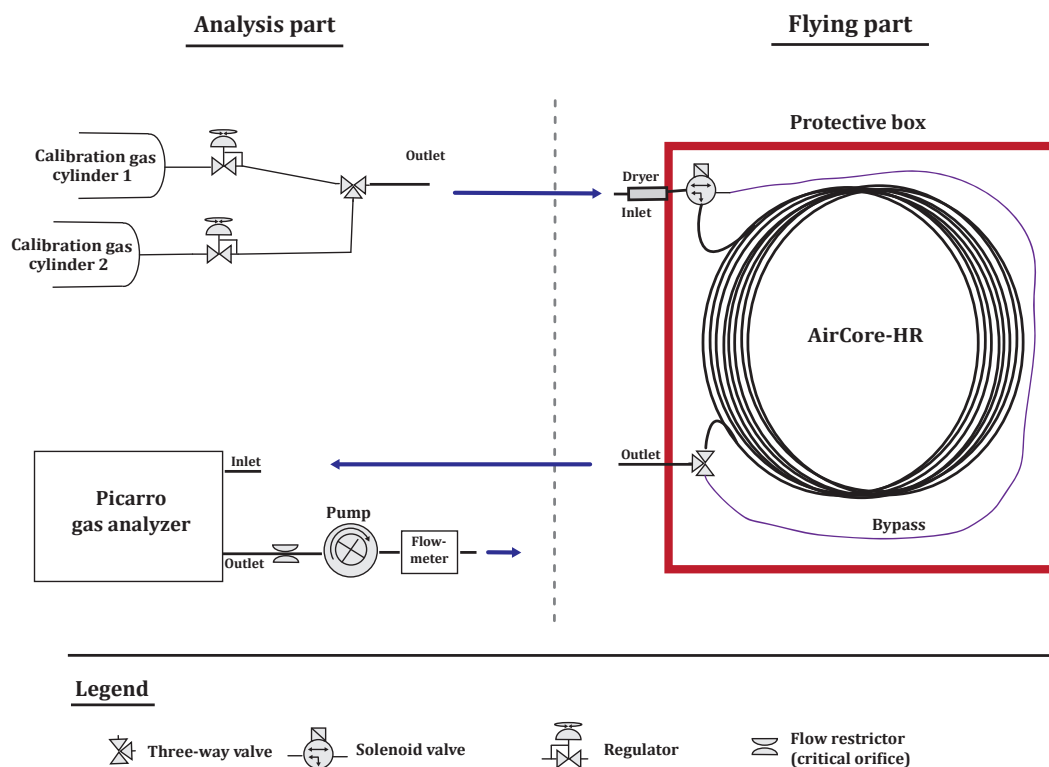 Analysis part
Flying part
Protective box
Calibration gas
cylinder 1
Outlet
Dryer
Inlet
Calibration gas
cylinder 2
AirCore-HR
Outlet
Inlet
Picarro
gas analyzer
Pump
Flow-
meter
Outlet
Bypass
Legend
Three-way valve
Solenoid valve
Regulator
Flow restrictor
(critical orifice)